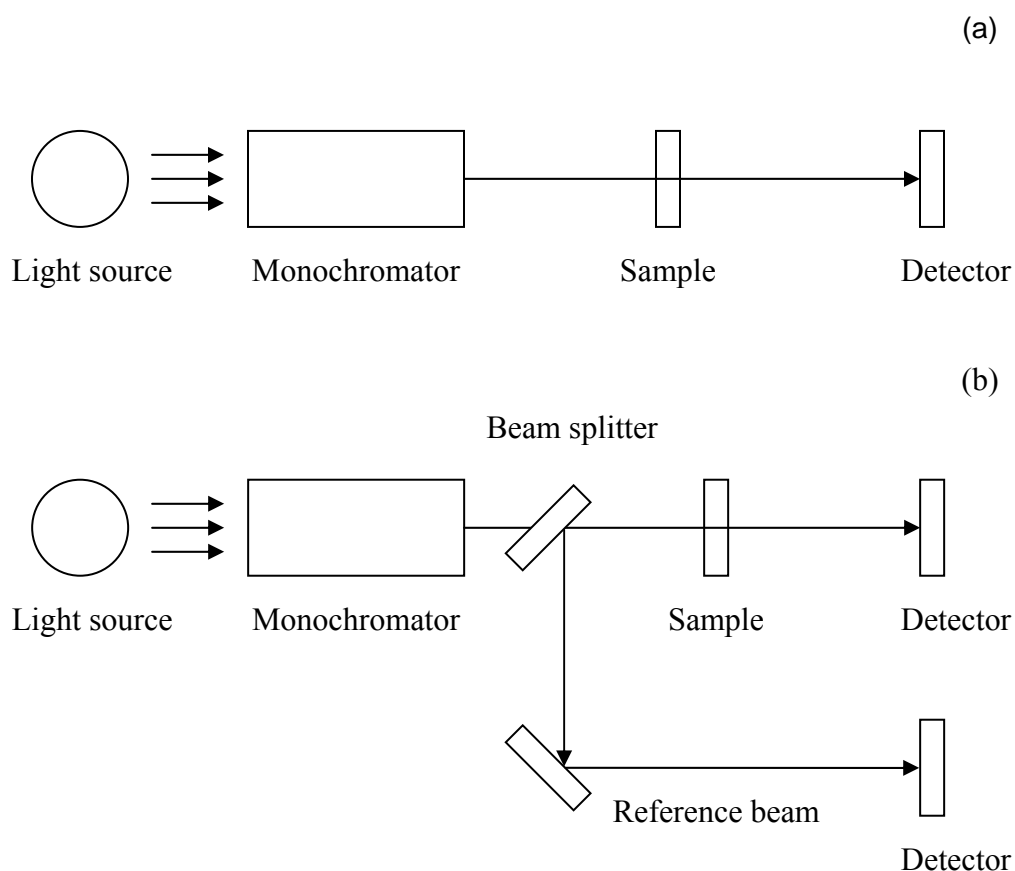 (a)
Light source
Monochromator
Sample
Detector
(b)
Beam splitter
Light source
Monochromator
Sample
Detector
Reference beam
Detector